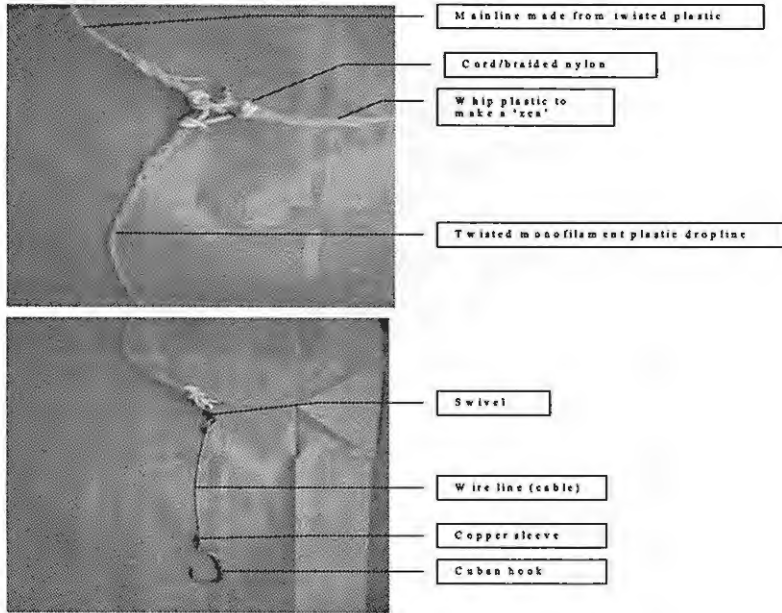 Mainline made from twisted plastic
Cord/braided nylon
Whip plastic to
make a 'zea'
Twisted monofilament plastic dropline
Swivel
Wire line (cable)
Copper sleeve
Cuban hook